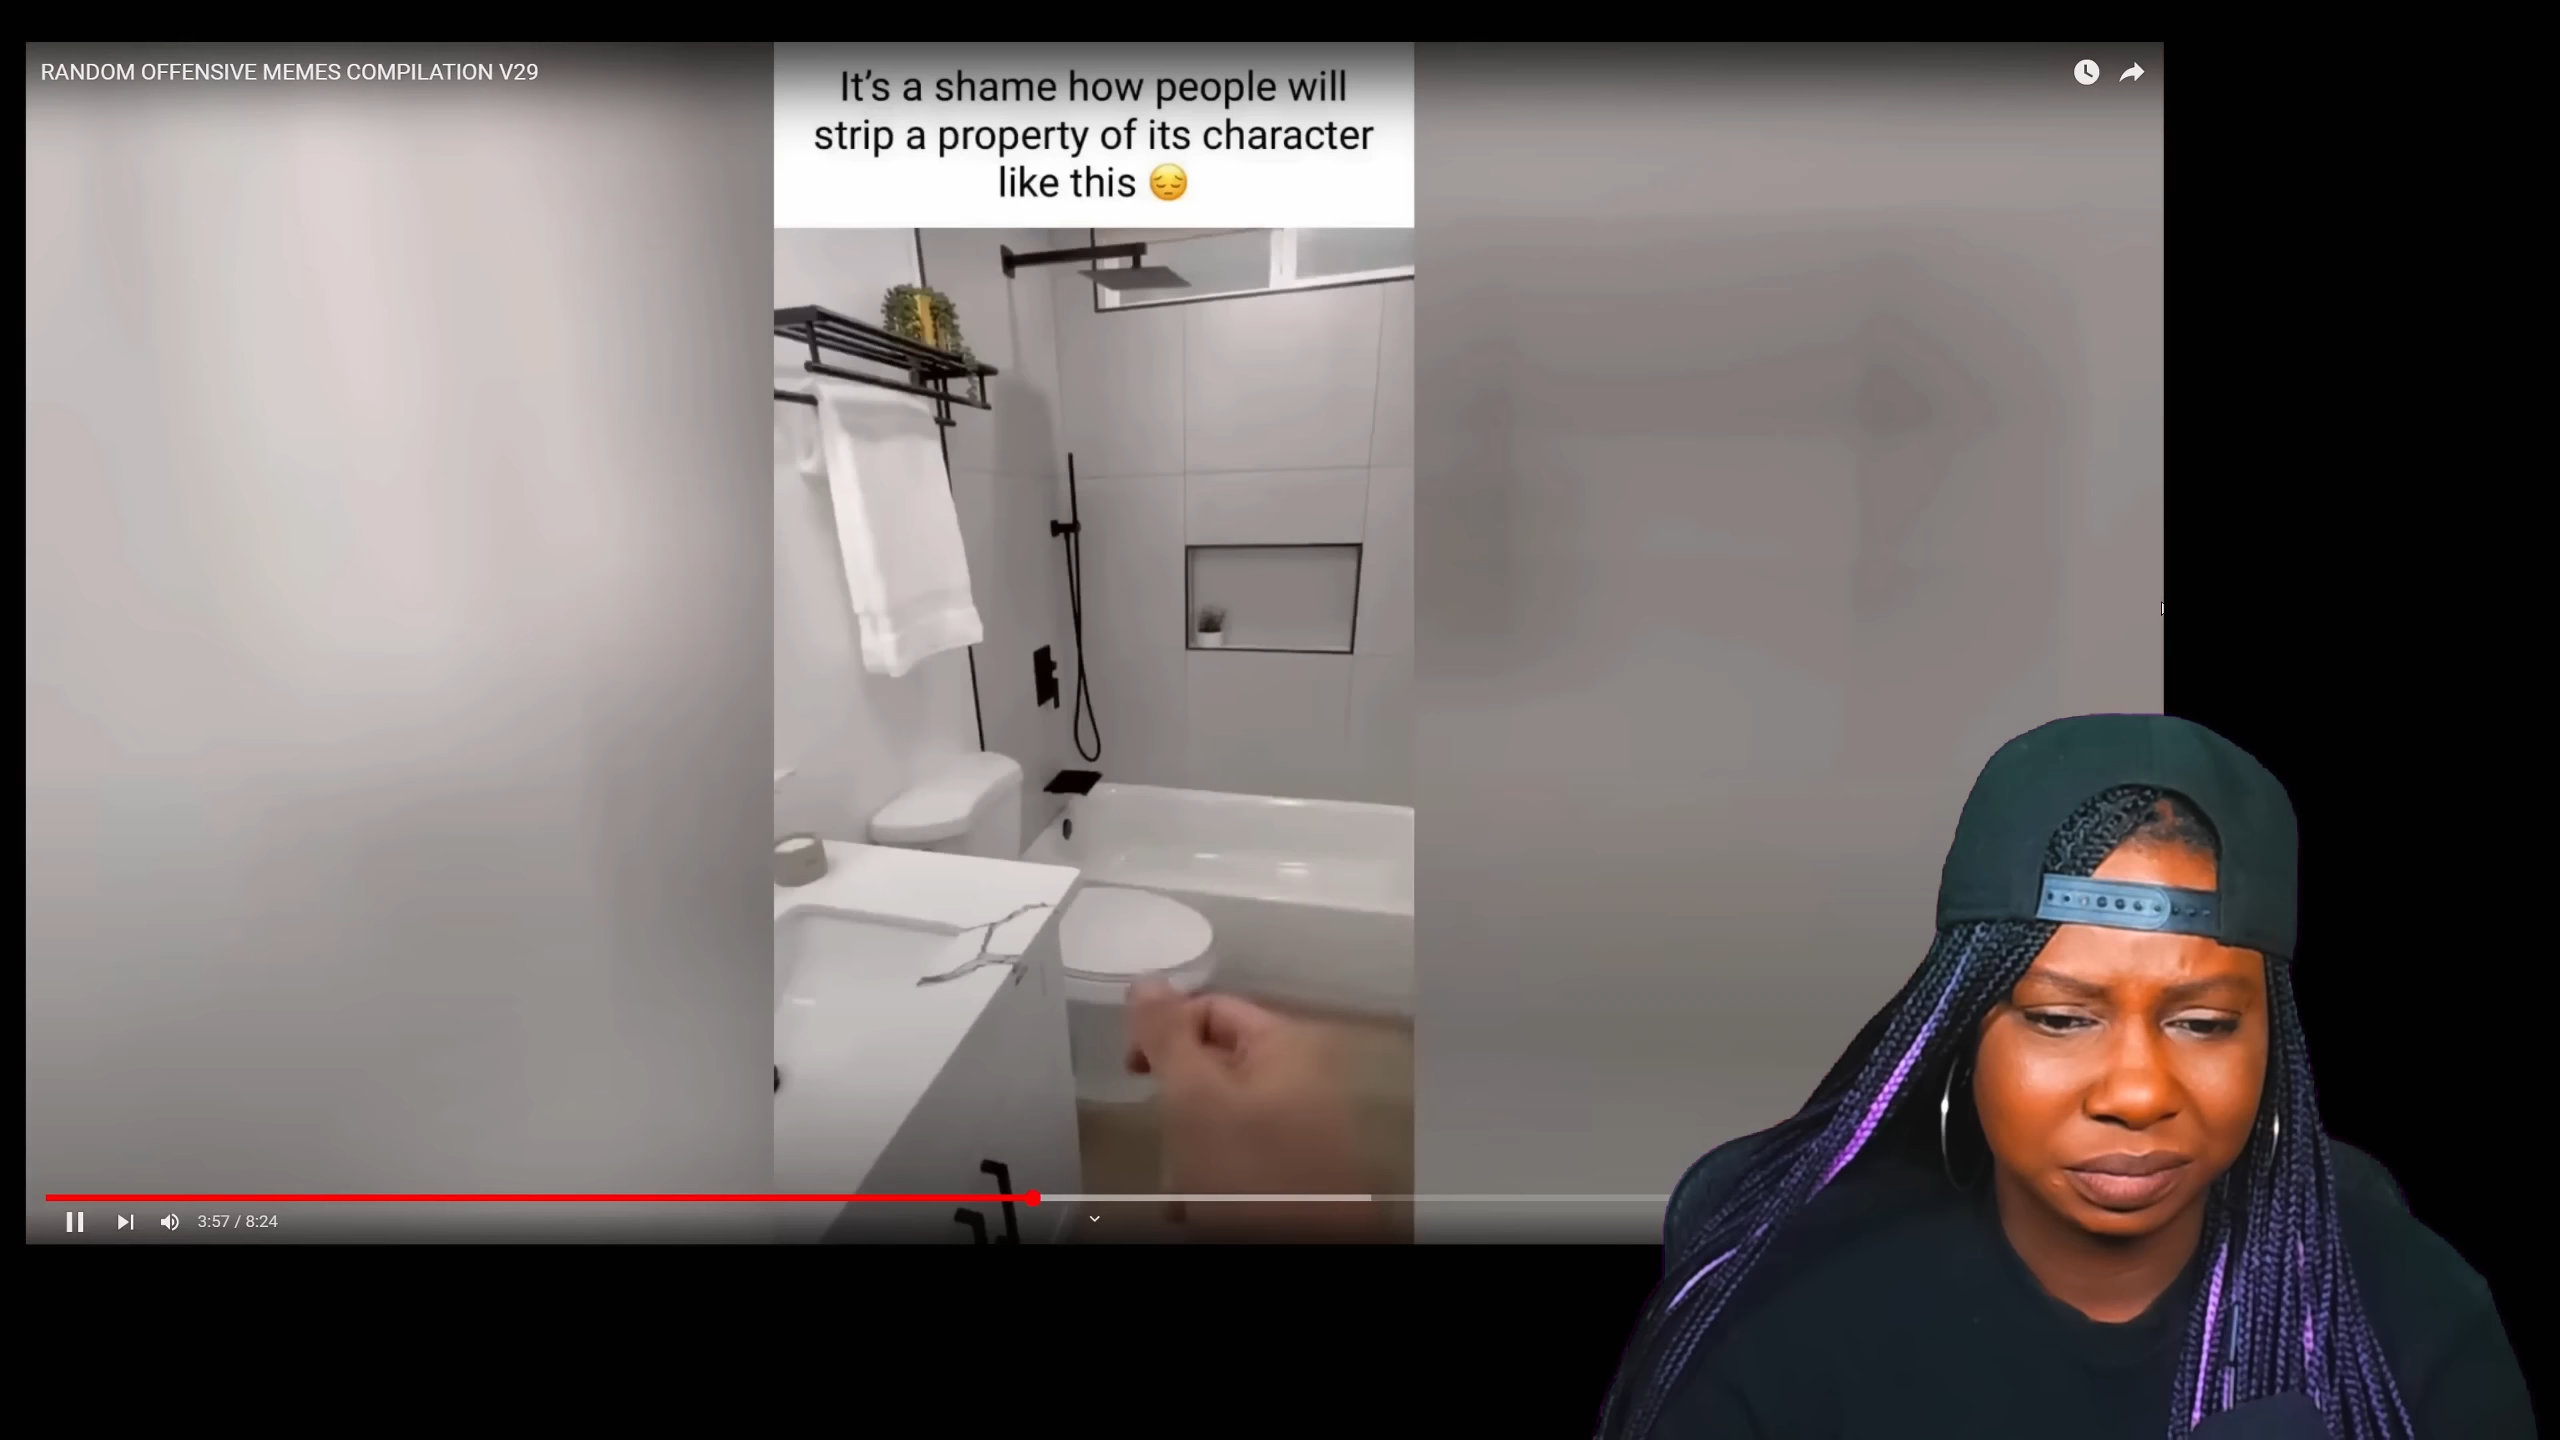 RANDOM OFFENSIVE MEMES COMPILATION V29
It’s a shame how people will
strip a property of its character
like this 😔
3:57 / 8:24